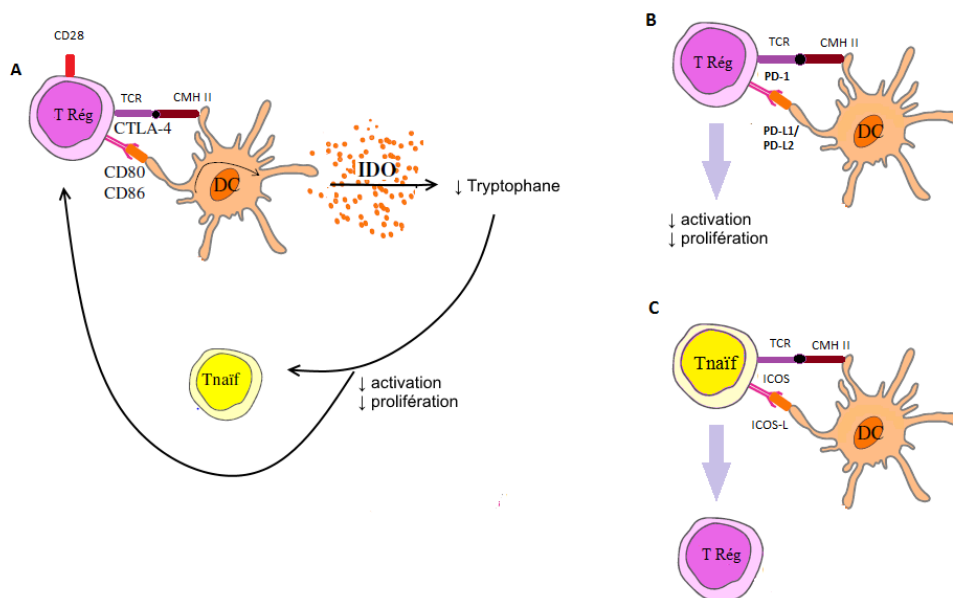 A
CD28
T Rég
TCR
CMH II
CTLA-4
CD80
CD86
DC
IDO
↓ Tryptophane
Tnaïf
↓ activation
↓ prolifération
B
T Rég
TCR
CMH II
PD-1
PD-L1/
PD-L2
DC
↓ activation
↓ prolifération
C
Tnaïf
TCR
CMH II
ICOS
ICOS-L
DC
T Rég